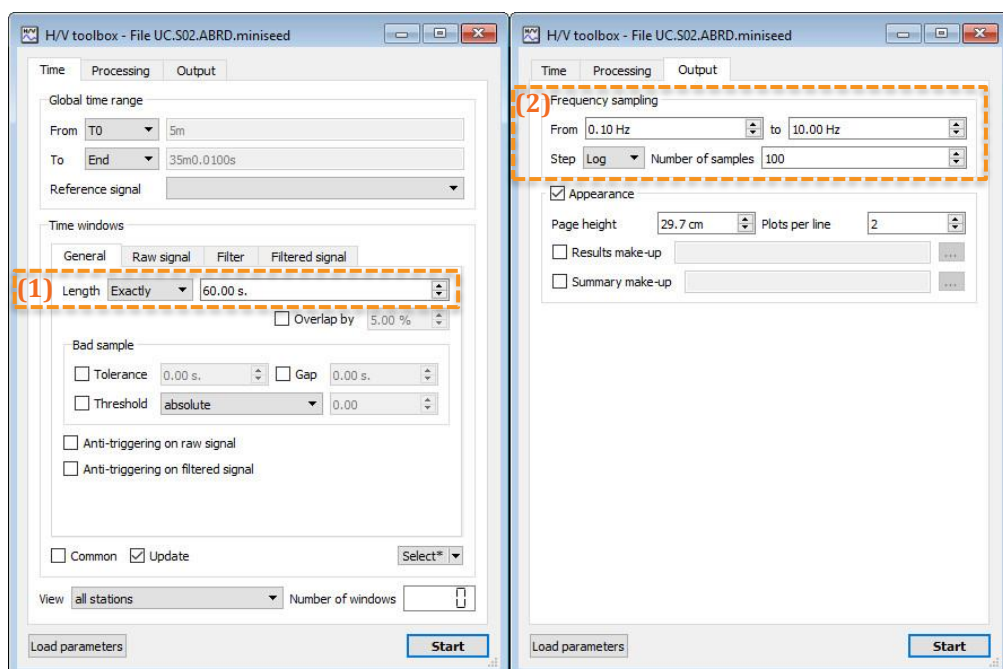 H/V toolbox - File UC.S02.ABRD.miniseed
Time Processing Output
Global time range
From T0 5m
To End 35m0.0100s
Reference signal
Time windows
General Raw signal Filter Filtered signal
(1) Length Exactly 60.00 s.
Overlap by 5.00 %
Bad sample
Tolerance 0.00 s. Gap 0.00 s.
Threshold absolute 0.00
Anti-triggering on raw signal
Anti-triggering on filtered signal
Common Update Select*
View all stations Number of windows 0
Load parameters Start
H/V toolbox - File UC.S02.ABRD.miniseed
Time Processing Output
(2) Frequency sampling
From 0.10 Hz to 10.00 Hz
Step Log Number of samples 100
Appearance
Page height 29.7 cm Plots per line 2
Results make-up ...
Summary make-up ...
Load parameters Start